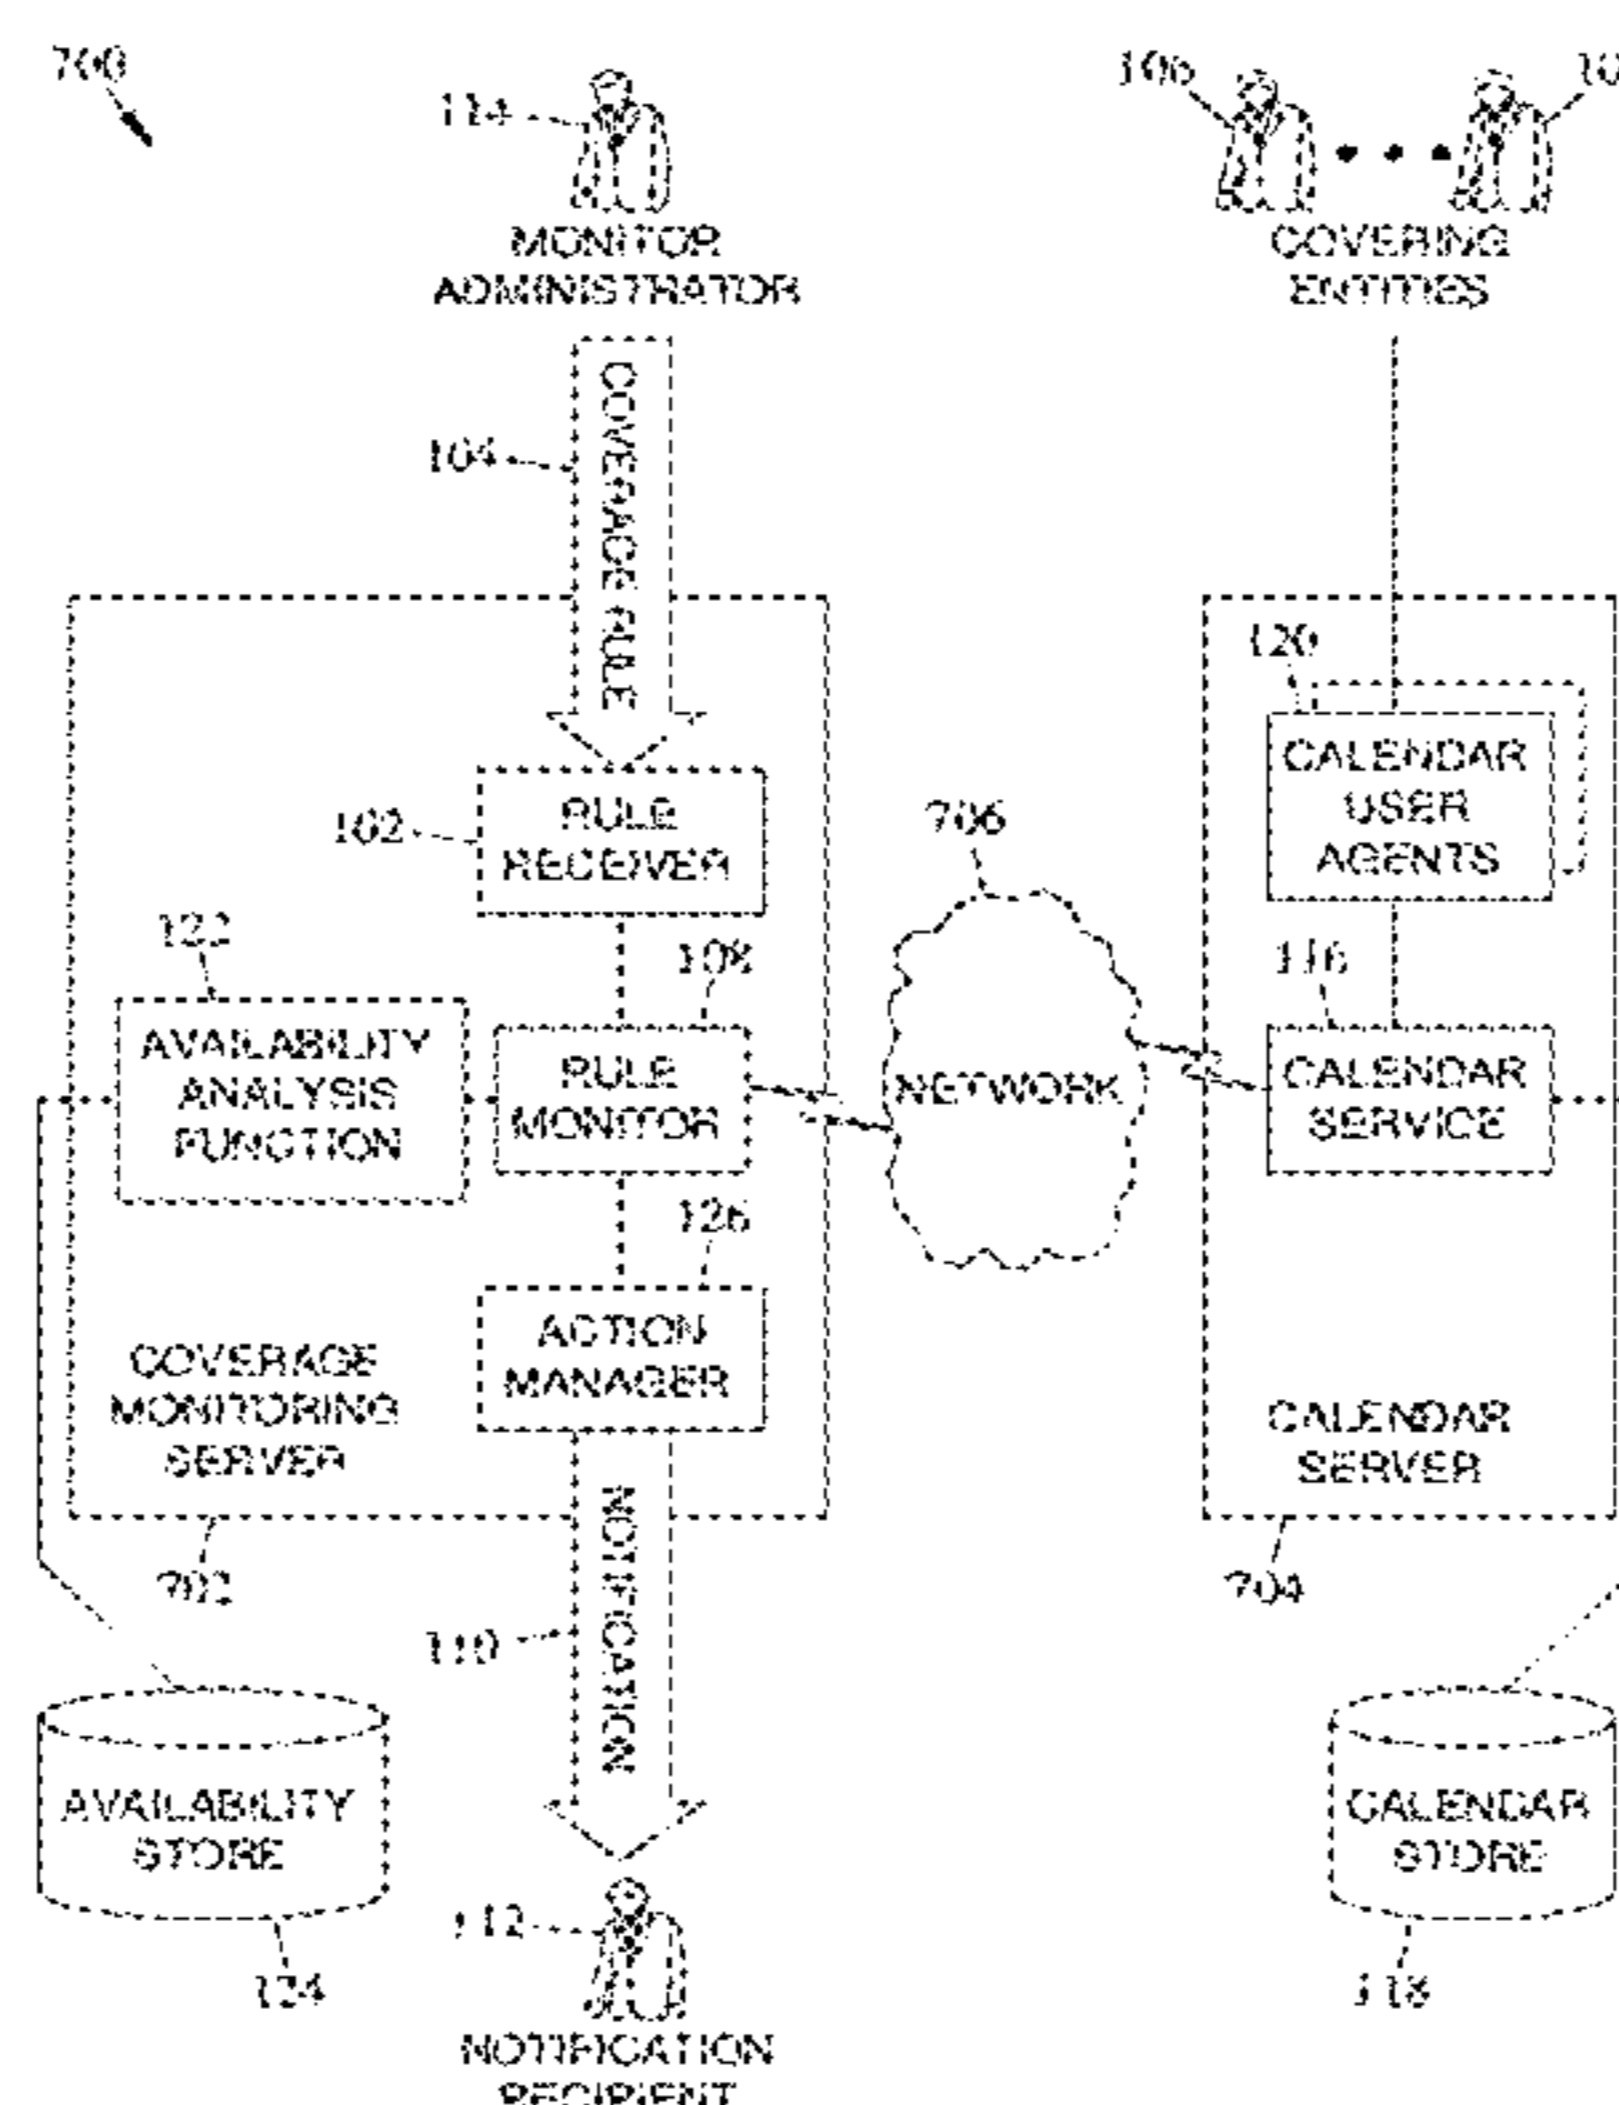 700
114
106
10
MONITOR
ADMINISTRATOR
COVERING
ENTITIES
COVERAGE RULE
104
120
CALENDAR
USER
AGENTS
RULE
RECEIVER
102
706
122
108
116
AVAILABILITY
ANALYSIS
FUNCTION
RULE
MONITOR
NETWORK
CALENDAR
SERVICE
126
ACTION
MANAGER
COVERAGE
MONITORING
SERVER
CALENDAR
SERVER
702
704
NOTIFICATION
110
AVAILABILITY
STORE
CALENDAR
STORE
112
124
118
NOTIFICATION
RECIPIENT